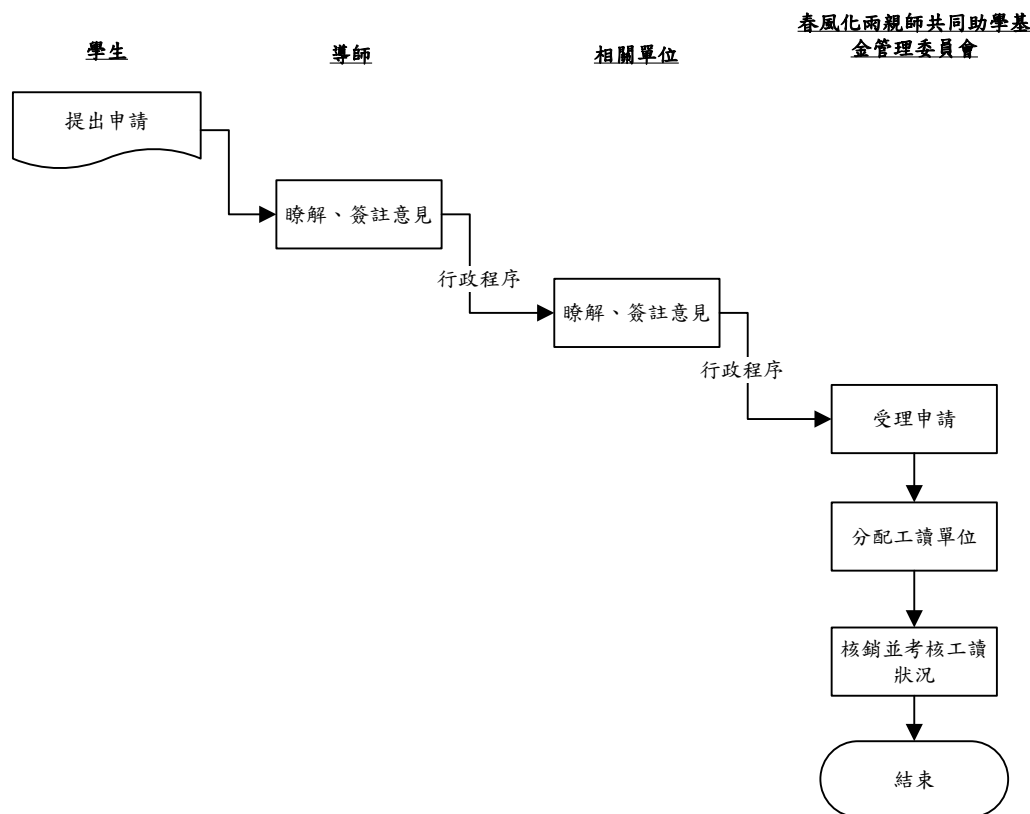 學生
導師
相關單位
春風化雨親師共同助學基
金管理委員會
提出申請
瞭解、簽註意見
行政程序
瞭解、簽註意見
行政程序
受理申請
分配工讀單位
核銷並考核工讀
狀況
結束